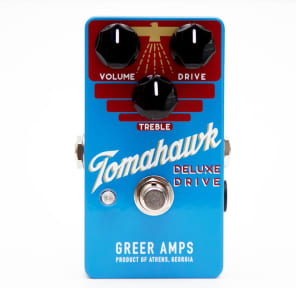 VOLUME DRIVE
TREBLE
Tomahawk
DELUXE
DRIVE
GREER AMPS
PRODUCT OF ATHENS, GEORGIA